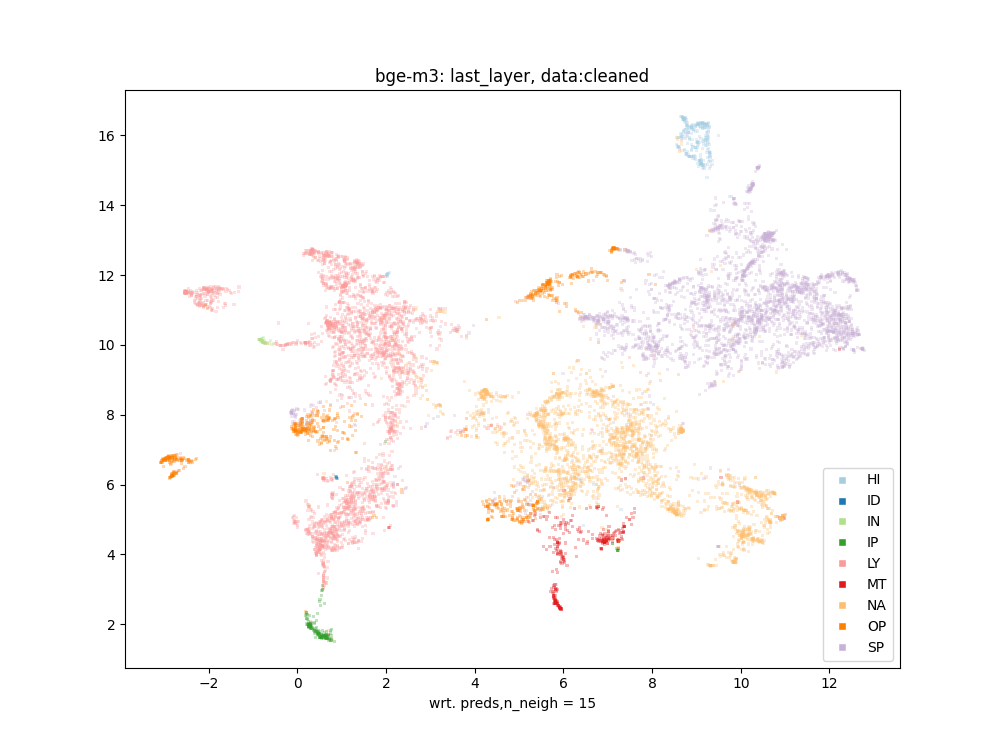 bge-m3: last_layer, data:cleaned
16
14
12
10
8
6
4
2
−2
0
2
4
6
8
10
12
wrt. preds,n_neigh = 15
HI
ID
IN
IP
LY
MT
NA
OP
SP